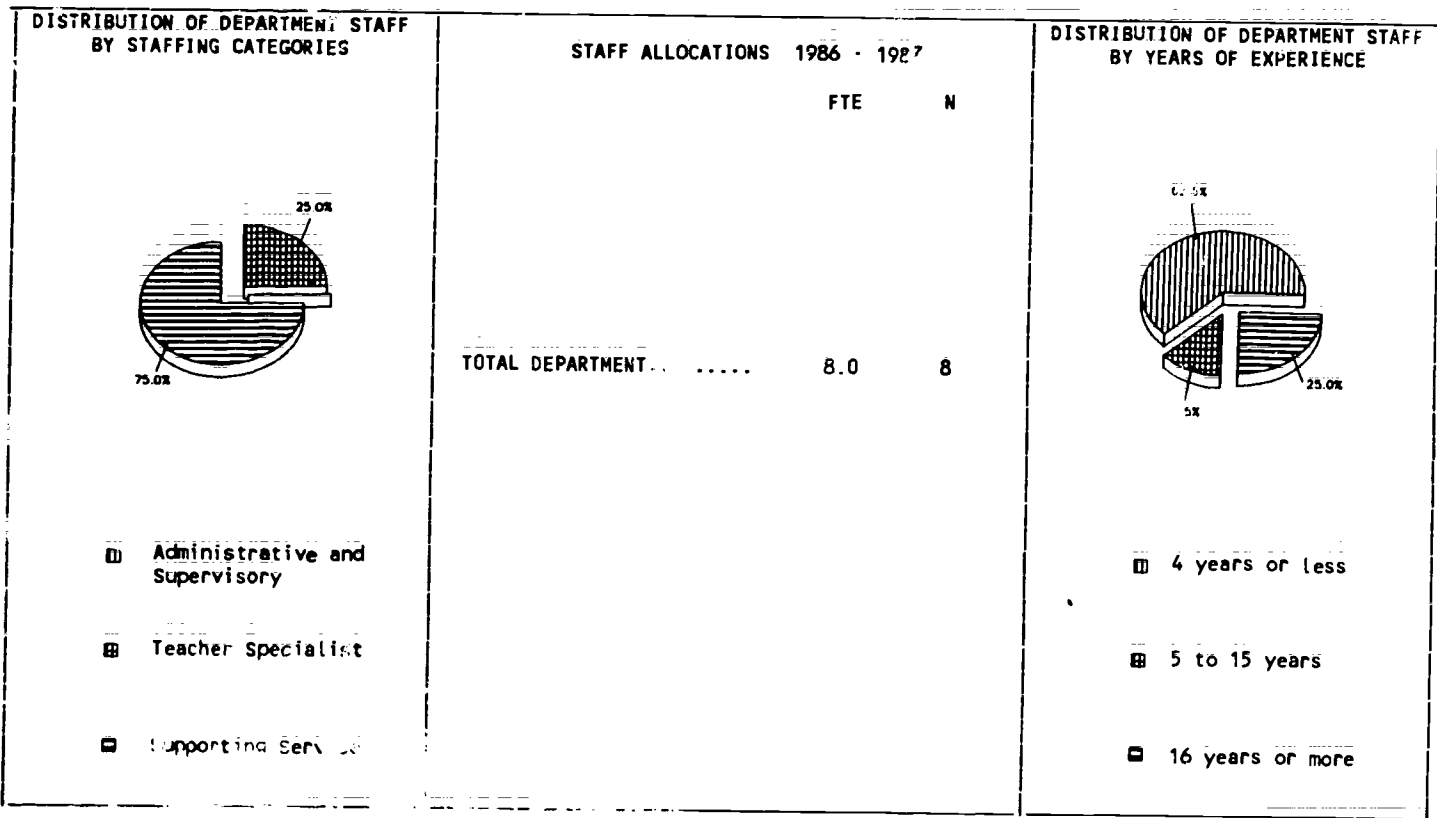 DISTRIBUTION OF DEPARTMENT STAFF
BY STAFFING CATEGORIES
25.0%
75.0%
Administrative and
Supervisory
Teacher Specialist
Supporting
STAFF ALLOCATIONS 1986 - 1987
FTE N
TOTAL DEPARTMENT.. ..... 8.0 8
DISTRIBUTION OF DEPARTMENT STAFF
BY YEARS OF EXPERIENCE
25.0%
5%
4 years or less
5 to 15 years
16 years or more